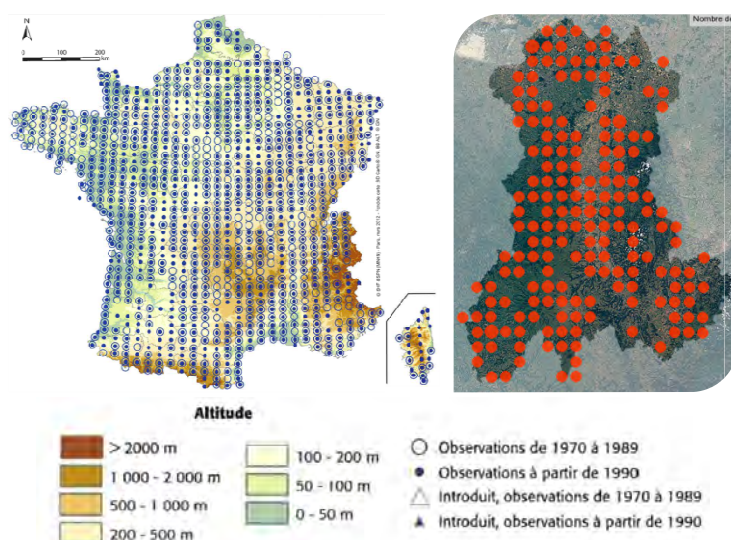 N
0 100 200
km
Nombre de
Altitude
> 2000 m
1 000 - 2 000 m
500 - 1 000 m
200 - 500 m
100 - 200 m
50 - 100 m
0 - 50 m
Observations de 1970 à 1989
Observations à partir de 1990
Introduit, observations de 1970 à 1989
Introduit, observations à partir de 1990